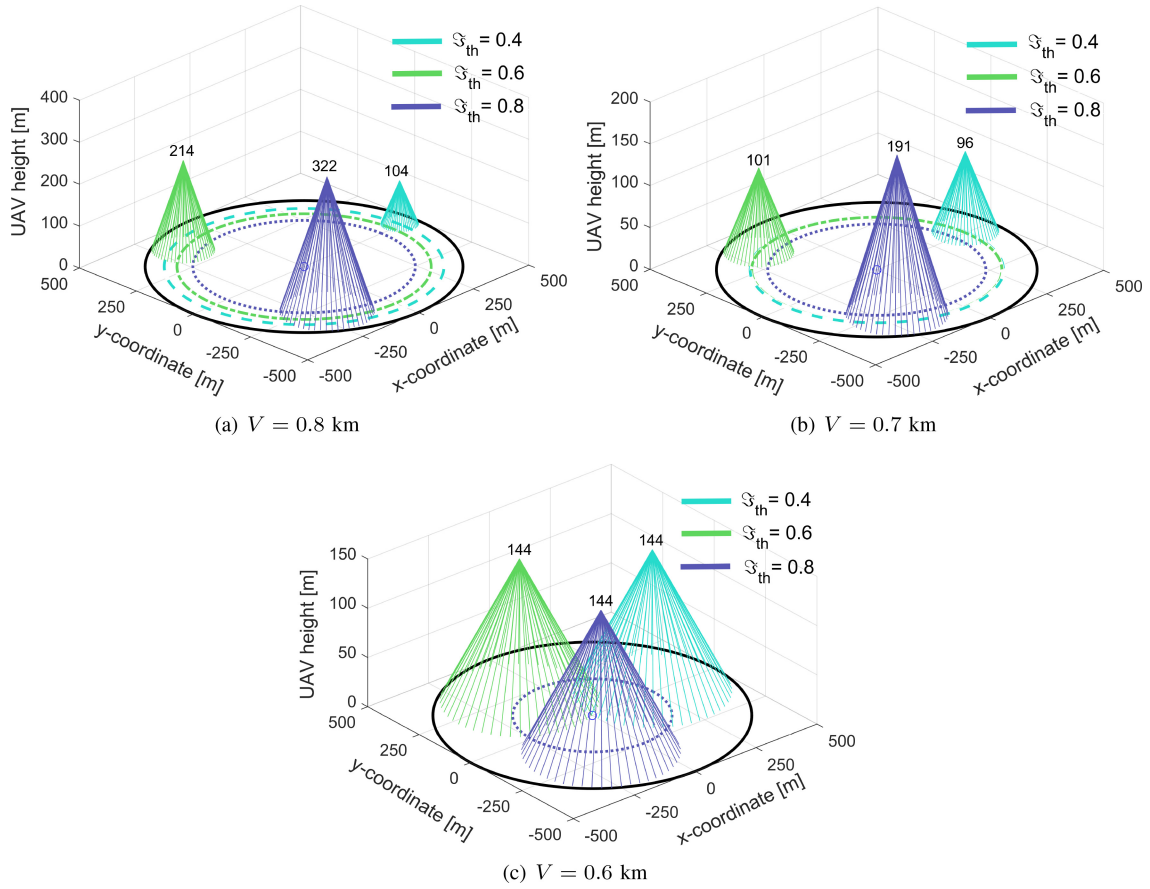 ℑth= 0.4
ℑth= 0.6
ℑth= 0.8
UAV height [m]
400
300
200
100
0
214
322
104
500
250
0
-250
-500
y-coordinate [m]
-500
-250
0
250
500
x-coordinate [m]
(a) V = 0.8 km
ℑth= 0.4
ℑth= 0.6
ℑth= 0.8
UAV height [m]
200
150
100
50
0
101
191
96
500
250
0
-250
-500
y-coordinate [m]
-500
-250
0
250
500
x-coordinate [m]
(b) V = 0.7 km
ℑth= 0.4
ℑth= 0.6
ℑth= 0.8
UAV height [m]
150
100
50
0
144
144
144
500
250
0
-250
-500
y-coordinate [m]
-500
-250
0
250
500
x-coordinate [m]
(c) V = 0.6 km